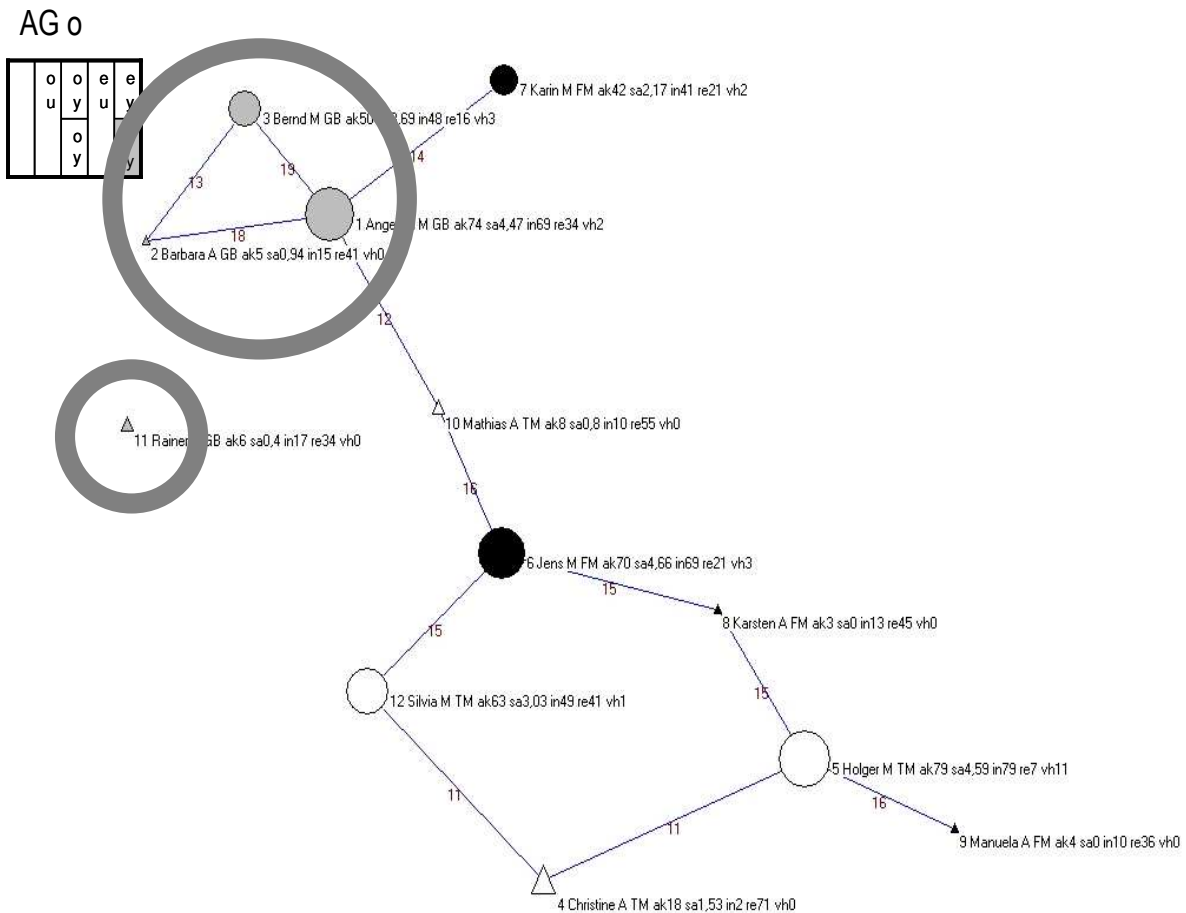 AG o
o o e e
u y u y
o
y y
7 Karin M FM ak42 sa2,17 in41 re21 vh2
3 Bernd M GB ak50 in48 re16 vh3
14
19
13
1 M GB ak74 sa4,47 in69 re34 vh2
18
2 Barbara A GB ak5 sa0,94 in15 re41 vh0
12
10 Mathias A TM ak8 sa0,8 in10 re55 vh0
11 Rainer GB ak6 sa0,4 in17 re34 vh0
16
6 Jens M FM ak70 sa4,66 in69 re21 vh3
15
8 Karsten A FM ak3 sa0 in13 re45 vh0
15
15
12 Silvia M TM ak63 sa3,03 in49 re41 vh1
5 Holger M TM ak79 sa4,59 in79 re7 vh11
11
16
11
9 Manuela A FM ak4 sa0 in10 re36 vh0
4 Christine A TM ak18 sa1,53 in2 re71 vh0